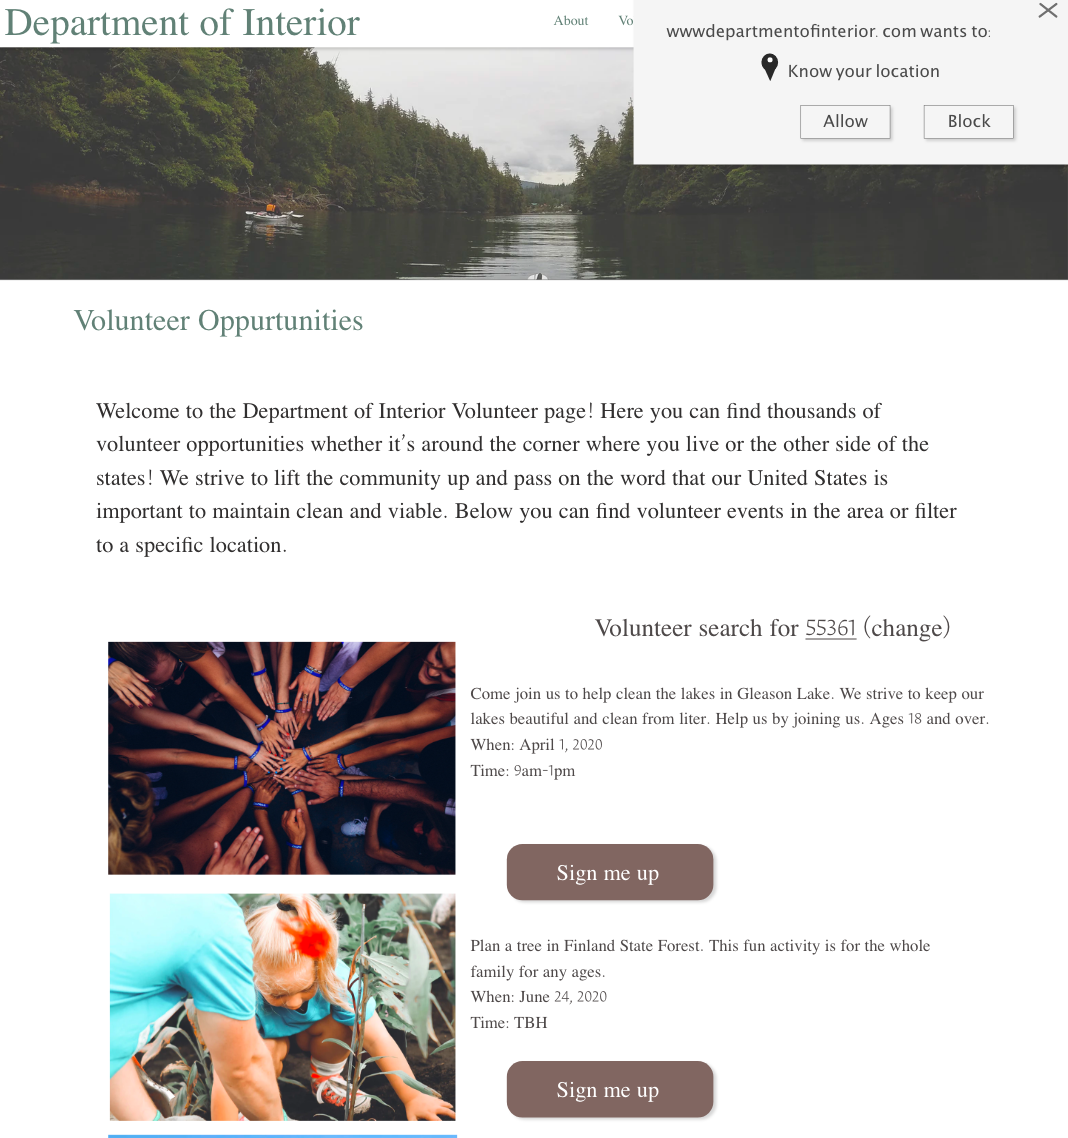 Department of Interior
About
Vo
wwwdepartmentofinterior. com wants to:
Know your location
Allow
Block
Volunteer Oppurtunities
Welcome to the Department of Interior Volunteer page! Here you can find thousands of
volunteer opportunities whether it's around the corner where you live or the other side of the
states! We strive to lift the community up and pass on the word that our United States is
important to maintain clean and viable. Below you can find volunteer events in the area or filter
to a specific location.
Volunteer search for 55361 (change)
Come join us to help clean the lakes in Gleason Lake. We strive to keep our
lakes beautiful and clean from liter. Help us by joining us. Ages 18 and over.
When: April 1, 2020
Time: 9am-1pm
Sign me up
Plan a tree in Finland State Forest. This fun activity is for the whole
family for any ages.
When: June 24, 2020
Time: TBH
Sign me up